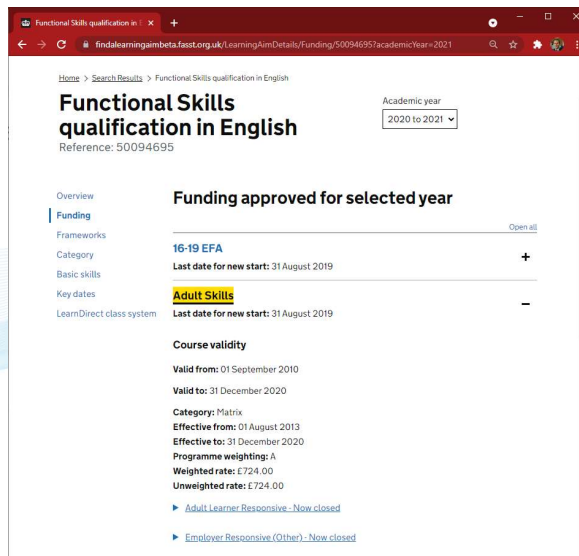 Functional Skills qualification in E
findalearningaimbeta.fasst.org.uk/LearningAimDetails/Funding/50094695?academicYear=2021
Home > Search Results > Functional Skills qualification in English
Functional Skills
qualification in English
Reference: 50094695
Academic year
2020 to 2021
Overview
Funding
Frameworks
Category
Basic skills
Key dates
LearnDirect class system
Funding approved for selected year
Open all
16-19 EFA
Last date for new start: 31 August 2019
Adult Skills
Last date for new start: 31 August 2019
Course validity
Valid from: 01 September 2010
Valid to: 31 December 2020
Category: Matrix
Effective from: 01 August 2013
Effective to: 31 December 2020
Programme weighting: A
Weighted rate: £724.00
Unweighted rate: £724.00
Adult Learner Responsive - Now closed
Employer Responsive (Other) - Now closed